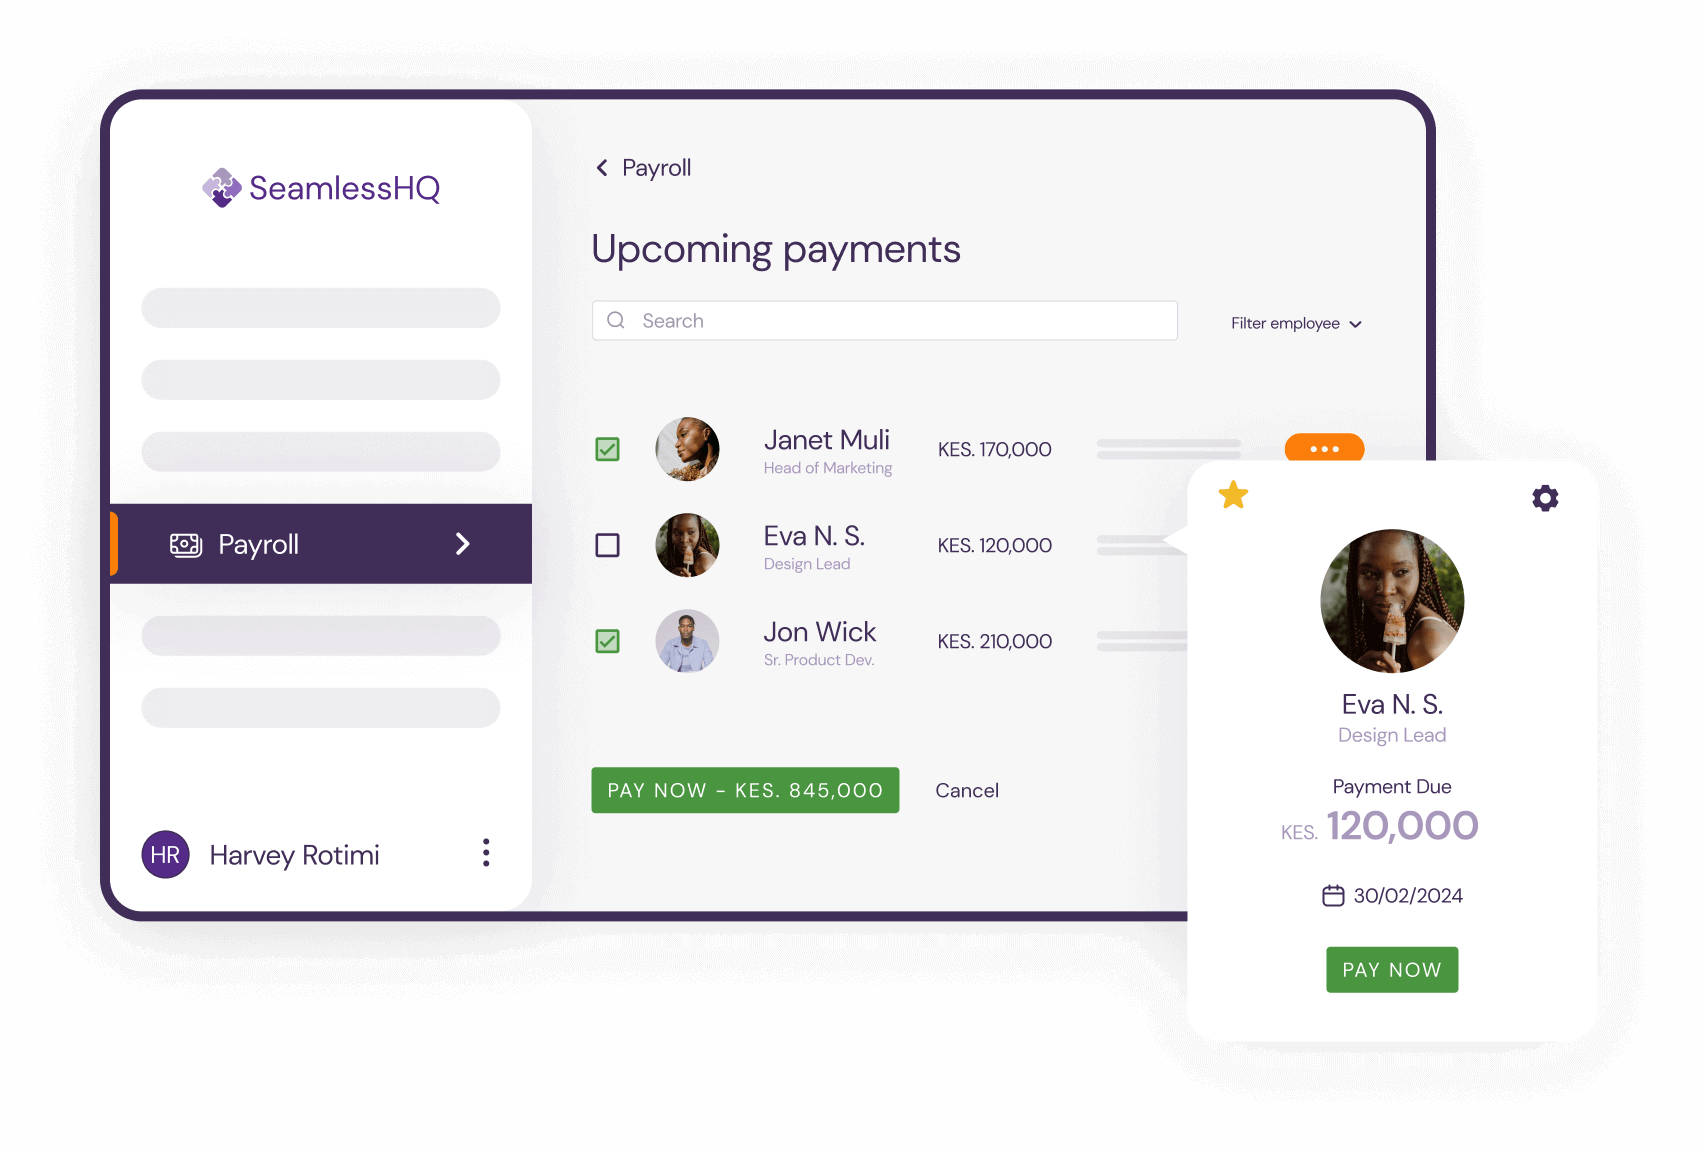 SeamlessHQ
Payroll
HR Harvey Rotimi
Payroll
Upcoming payments
Search
Filter employee
Janet Muli
Head of Marketing
KES. 170,000
Eva N. S.
Design Lead
KES. 120,000
Jon Wick
Sr. Product Dev.
KES. 210,000
PAY NOW - KES. 845,000
Cancel
Eva N. S.
Design Lead
Payment Due
KES. 120,000
30/02/2024
PAY NOW